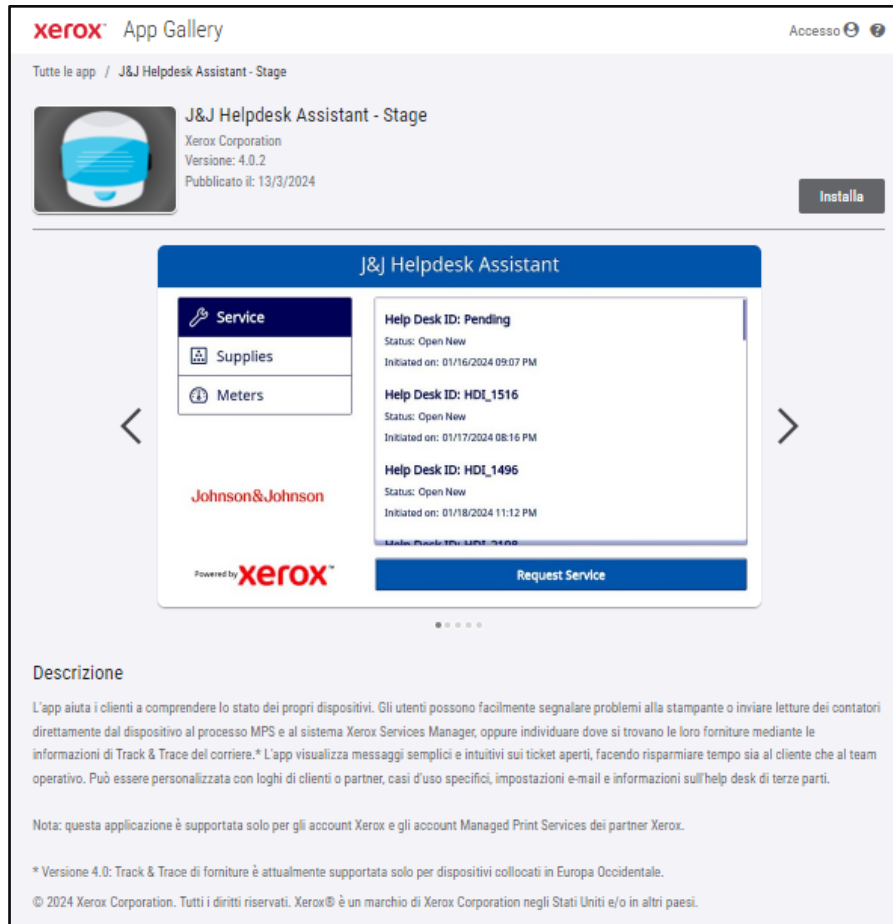 xerox™ App Gallery
Accesso
Tutte le app / J&J Helpdesk Assistant - Stage
J&J Helpdesk Assistant - Stage
Xerox Corporation
Versione: 4.0.2
Pubblicato il: 13/3/2024
Installa
J&J Helpdesk Assistant
Service
Supplies
Meters
Johnson&Johnson
Powered by xerox™
Help Desk ID: Pending
Status: Open New
Initiated on: 01/16/2024 09:07 PM
Help Desk ID: HDI_1516
Status: Open New
Initiated on: 01/17/2024 08:16 PM
Help Desk ID: HDI_1496
Status: Open New
Initiated on: 01/18/2024 11:12 PM
Help Desk ID: HDI_2198
Request Service
Descrizione
L'app aiuta i clienti a comprendere lo stato dei propri dispositivi. Gli utenti possono facilmente segnalare problemi alla stampante o inviare letture dei contatori
direttamente dal dispositivo al processo MPS e al sistema Xerox Services Manager, oppure individuare dove si trovano le loro forniture mediante le
informazioni di Track & Trace del corriere.* L'app visualizza messaggi semplici e intuitivi sui ticket aperti, facendo risparmiare tempo sia al cliente che al team
operativo. Può essere personalizzata con loghi di clienti o partner, casi d'uso specifici, impostazioni e-mail e informazioni sull'help desk di terze parti.
Nota: questa applicazione è supportata solo per gli account Xerox e gli account Managed Print Services dei partner Xerox.
* Versione 4.0: Track & Trace di forniture è attualmente supportata solo per dispositivi collocati in Europa Occidentale.
© 2024 Xerox Corporation. Tutti i diritti riservati. Xerox® è un marchio di Xerox Corporation negli Stati Uniti e/o in altri paesi.